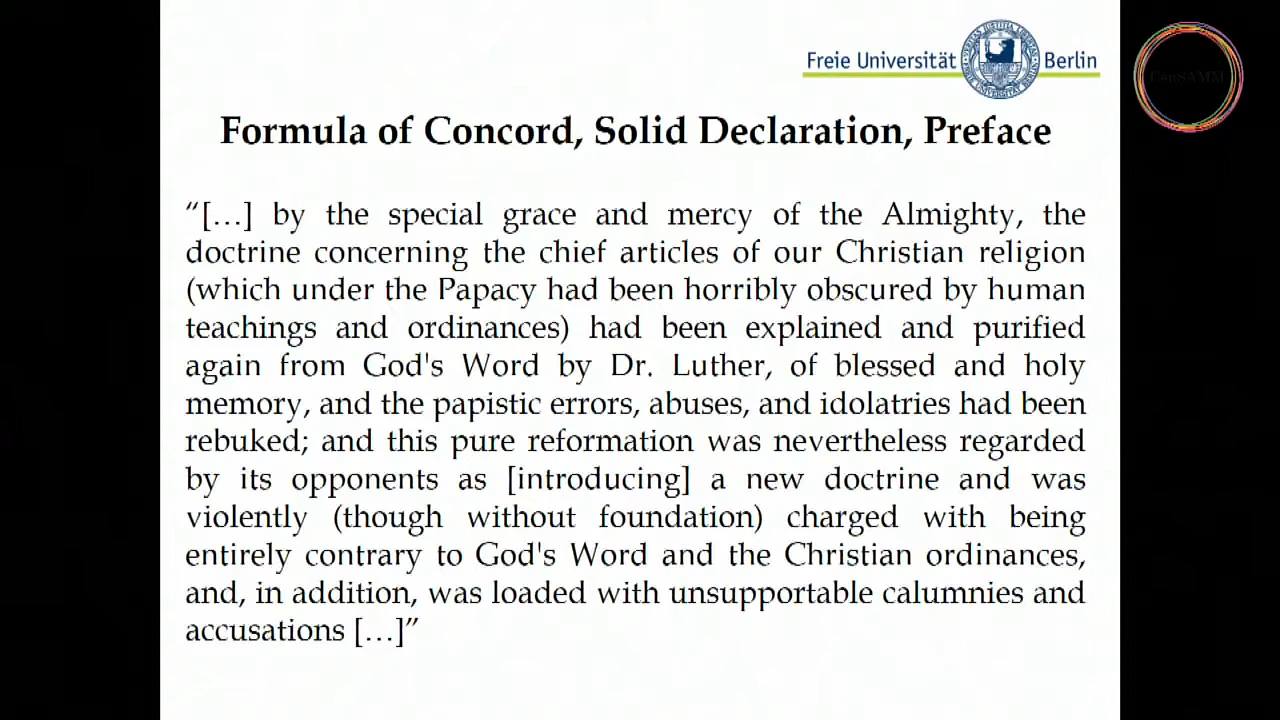 Freie Universität Berlin
CenSAMM
Formula of Concord, Solid Declaration, Preface
“[…] by the special grace and mercy of the Almighty, the
doctrine concerning the chief articles of our Christian religion
(which under the Papacy had been horribly obscured by human
teachings and ordinances) had been explained and purified
again from God's Word by Dr. Luther, of blessed and holy
memory, and the papistic errors, abuses, and idolatries had been
rebuked; and this pure reformation was nevertheless regarded
by its opponents as [introducing] a new doctrine and was
violently (though without foundation) charged with being
entirely contrary to God's Word and the Christian ordinances,
and, in addition, was loaded with unsupportable calumnies and
accusations […]”